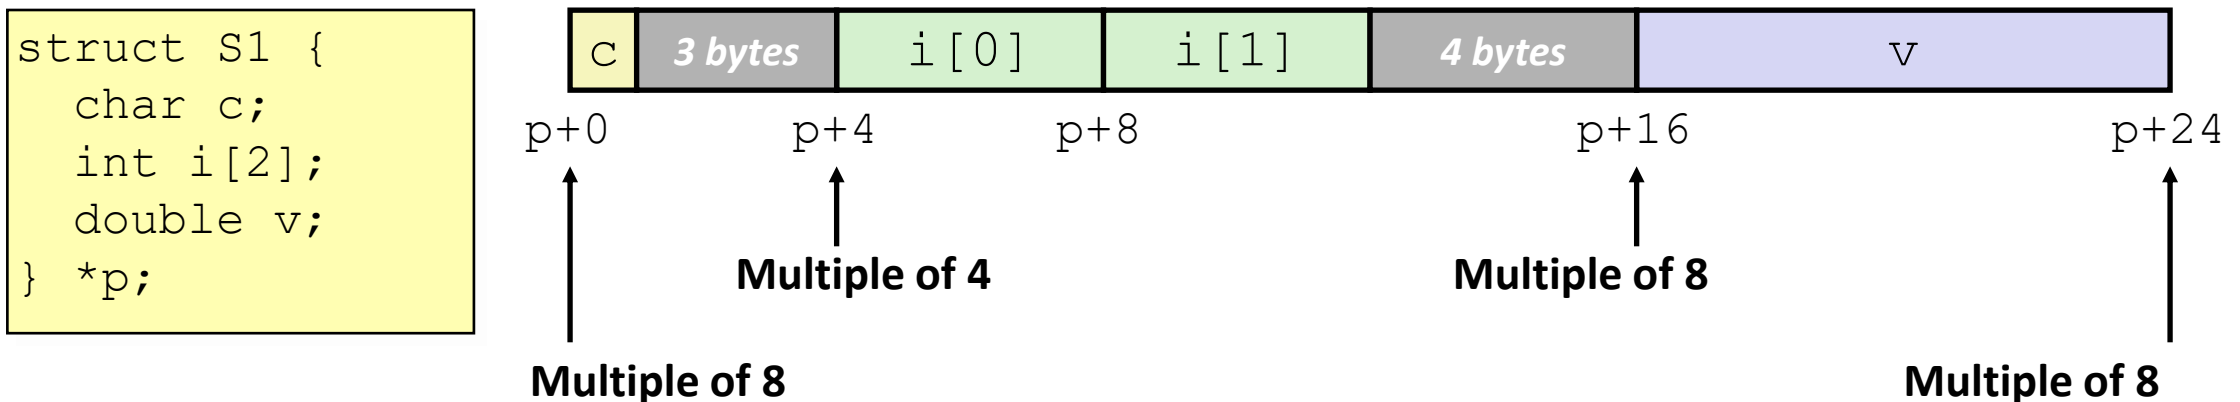 struct S1 {
  char c;
  int i[2];
  double v;
} *p;
c 3 bytes i[0] i[1] 4 bytes v
p+0 p+4 p+8 p+16 p+24
Multiple of 4 Multiple of 8
Multiple of 8 Multiple of 8